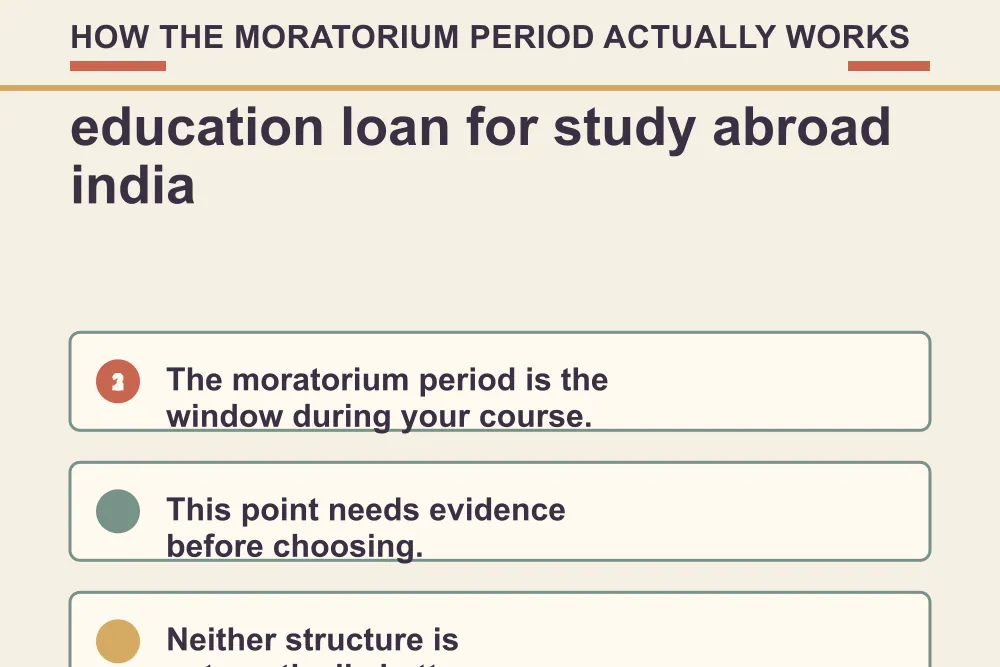 HOW THE MORATORIUM PERIOD ACTUALLY WORKS
education loan for study abroad
india
The moratorium period is the
window during your course.
This point needs evidence
before choosing.
Neither structure is